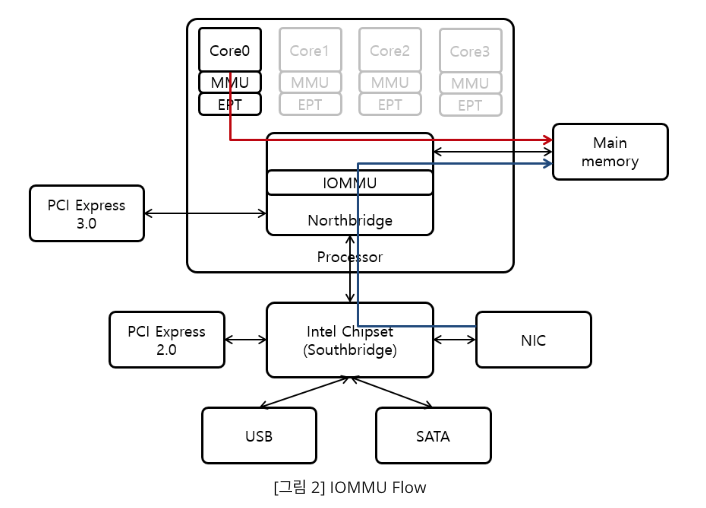 Core0
MMU
EPT
Core1
MMU
EPT
Core2
MMU
EPT
Core3
MMU
EPT
Main
memory
IOMMU
Northbridge
Processor
PCI Express
3.0
PCI Express
2.0
Intel Chipset
(Southbridge)
NIC
USB
SATA
[그림 2] IOMMU Flow